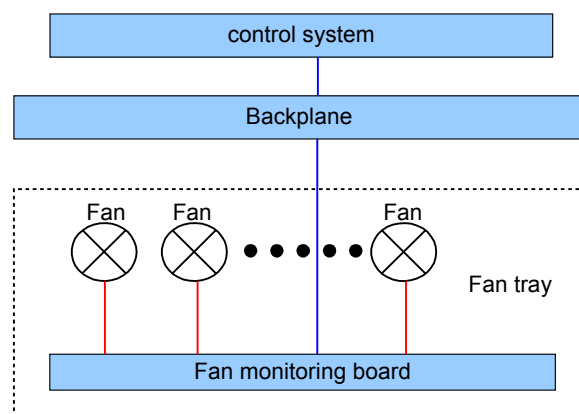 control system
Backplane
Fan Fan Fan
Fan tray
Fan monitoring board